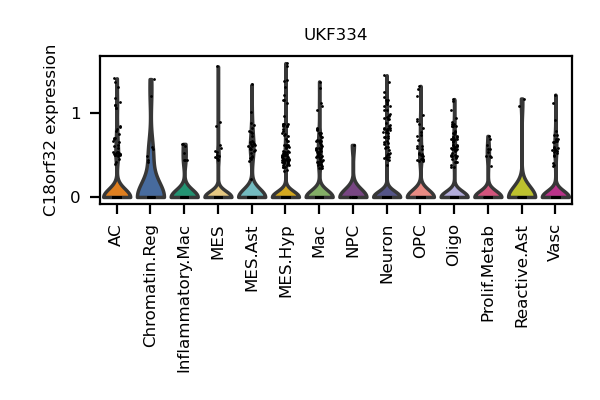 UKF334
C18orf32 expression
1
0
AC
Chromatin.Reg
Inflammatory.Mac
MES
MES.Ast
MES.Hyp
Mac
NPC
Neuron
OPC
Oligo
Prolif.Metab
Reactive.Ast
Vasc